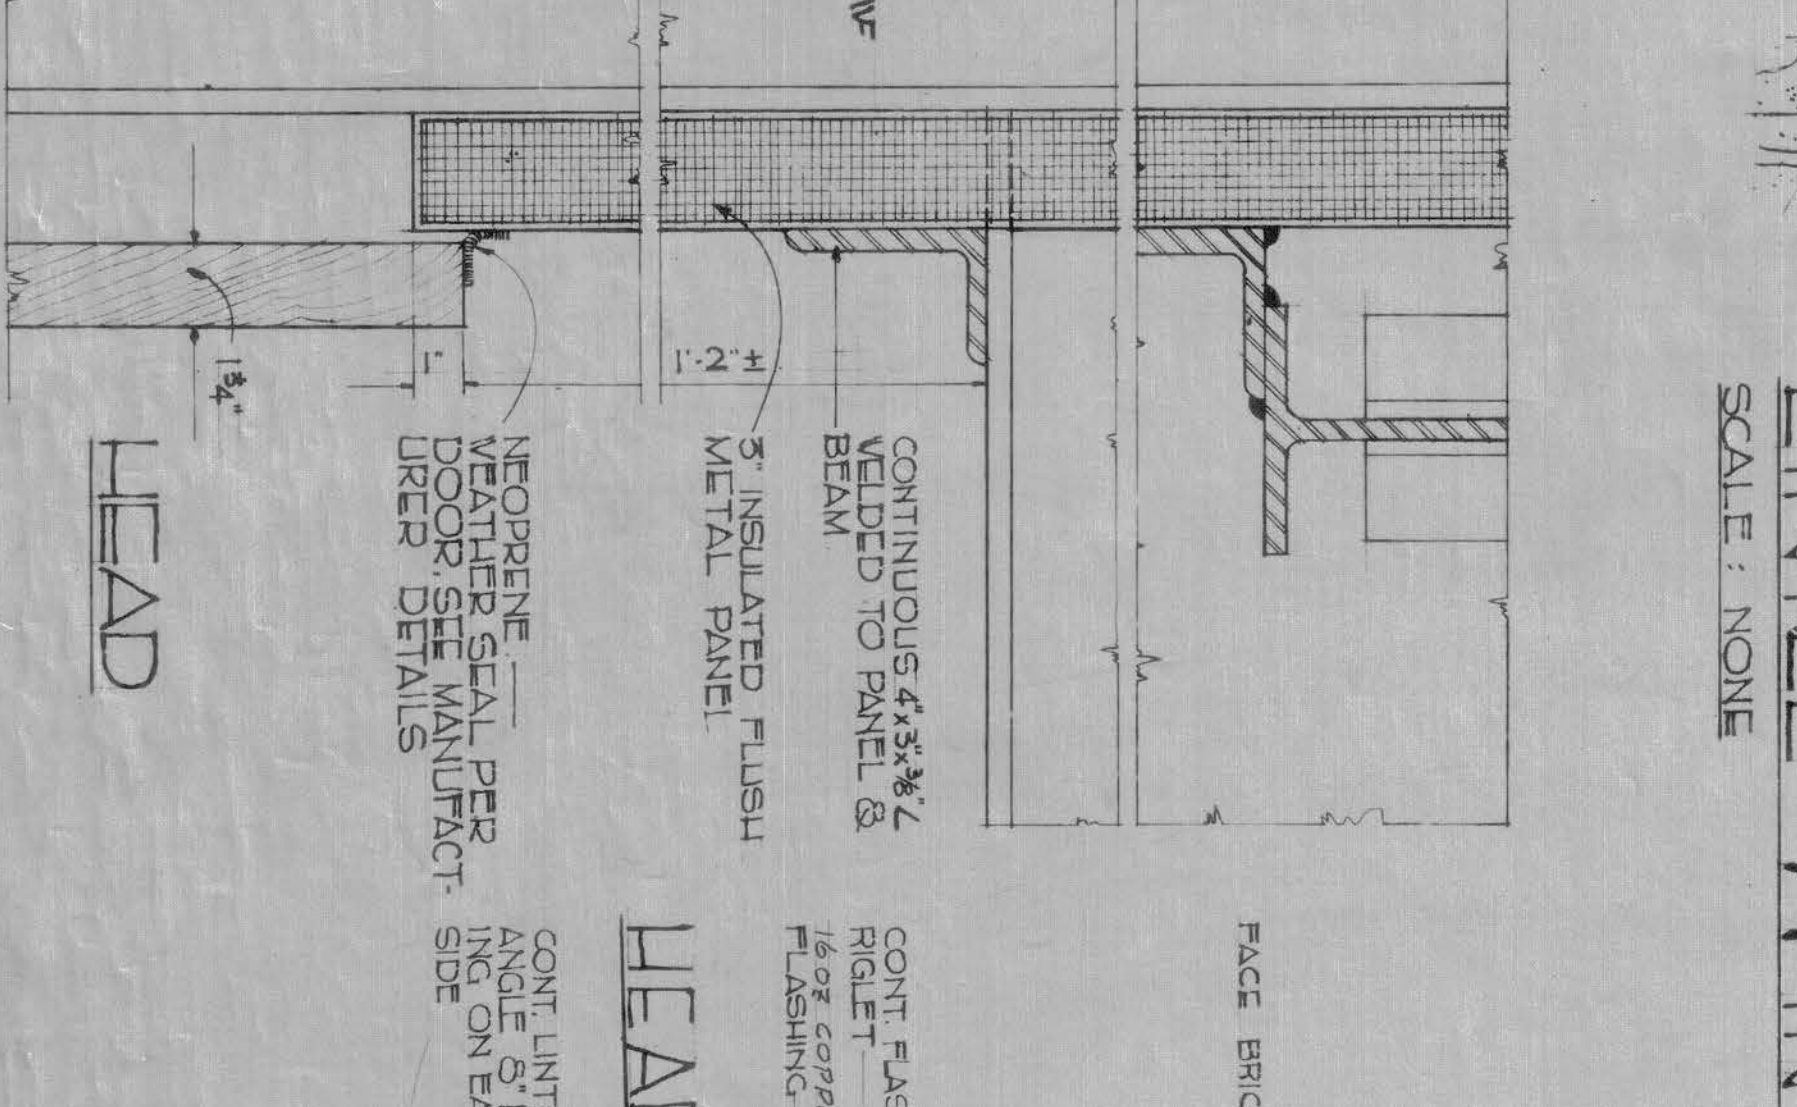 SCALE : NONE
CONTINUOUS 4"x3"x3/8" L
WELDED TO PANEL &
BEAM
3" INSULATED FLUSH
METAL PANEL
1'-2"±
1"
1 3/4"
NEOPRENE
WEATHER SEAL PER
DOOR, SEE MANUFACT-
URER DETAILS
HEAD
FACE BRIC
CONT. FLAS
RIGLET
16 OZ COPP
FLASHING
HEA
CONT. LINT
ANGLE 8"
ING ON EA
SIDE